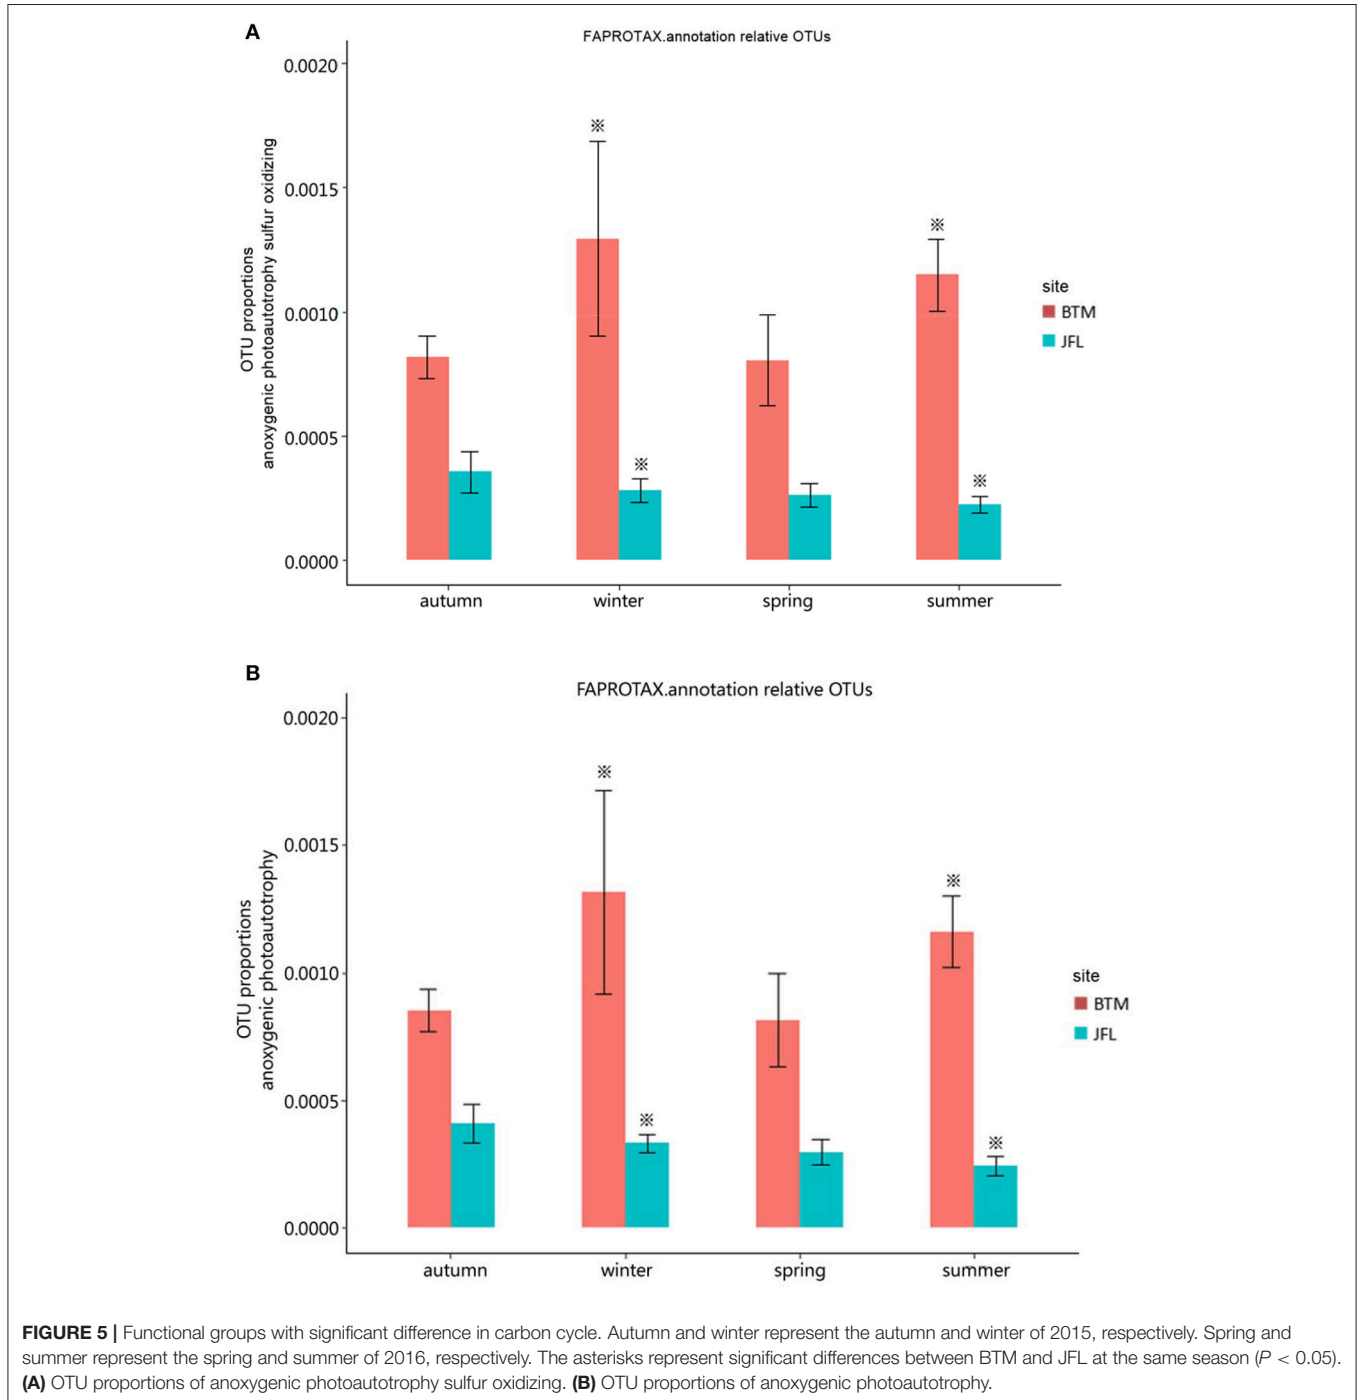 A
FAPROTAX.annotation relative OTUs
0.0020
0.0015
0.0010
0.0005
0.0000
OTU proportions
anoxygenic photoautotrophy sulfur oxidizing
※
※
※
※
autumn
winter
spring
summer
site
BTM
JFL
B
FAPROTAX.annotation relative OTUs
0.0020
0.0015
0.0010
0.0005
0.0000
OTU proportions
anoxygenic photoautotrophy
※
※
※
※
autumn
winter
spring
summer
site
BTM
JFL
FIGURE 5 | Functional groups with significant difference in carbon cycle. Autumn and winter represent the autumn and winter of 2015, respectively. Spring and
summer represent the spring and summer of 2016, respectively. The asterisks represent significant differences between BTM and JFL at the same season (P < 0.05).
(A) OTU proportions of anoxygenic photoautotrophy sulfur oxidizing. (B) OTU proportions of anoxygenic photoautotrophy.